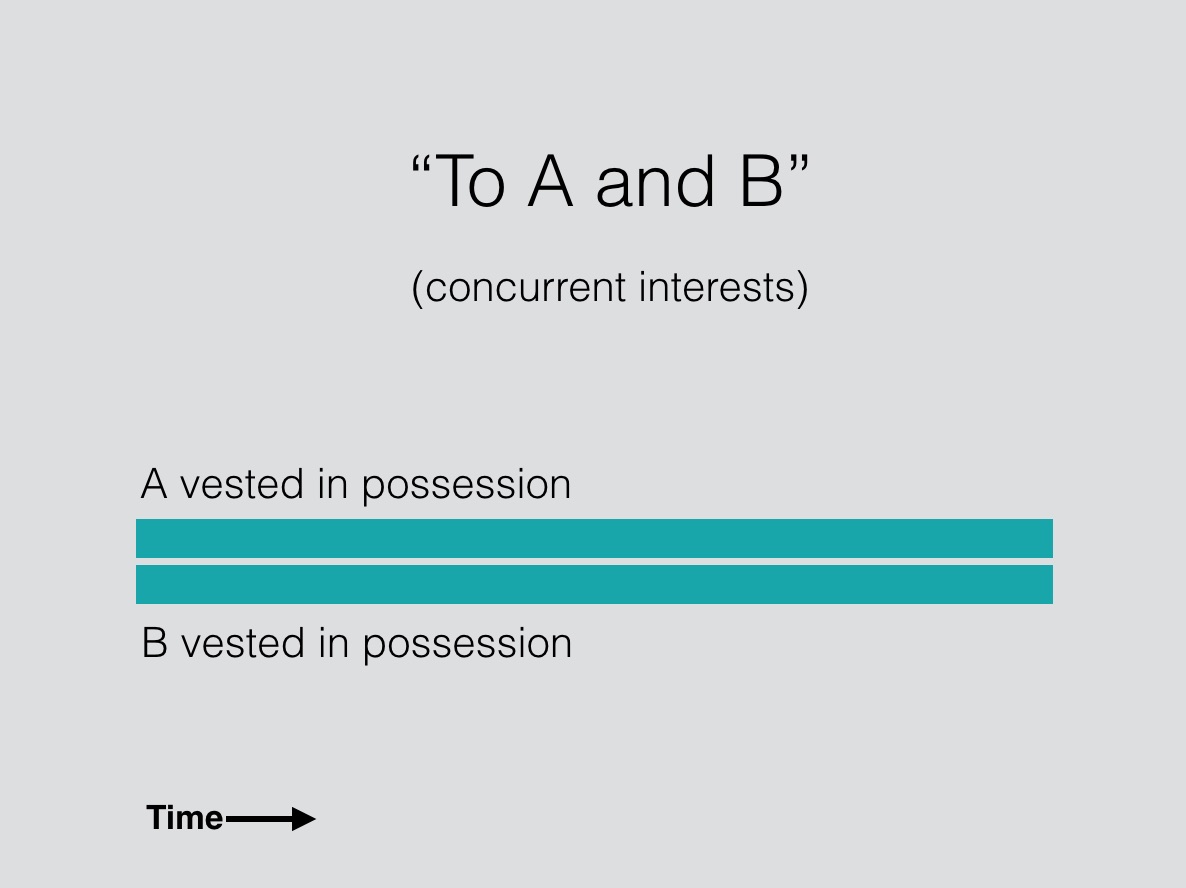 “To A and B”
(concurrent interests)
A vested in possession
B vested in possession
Time